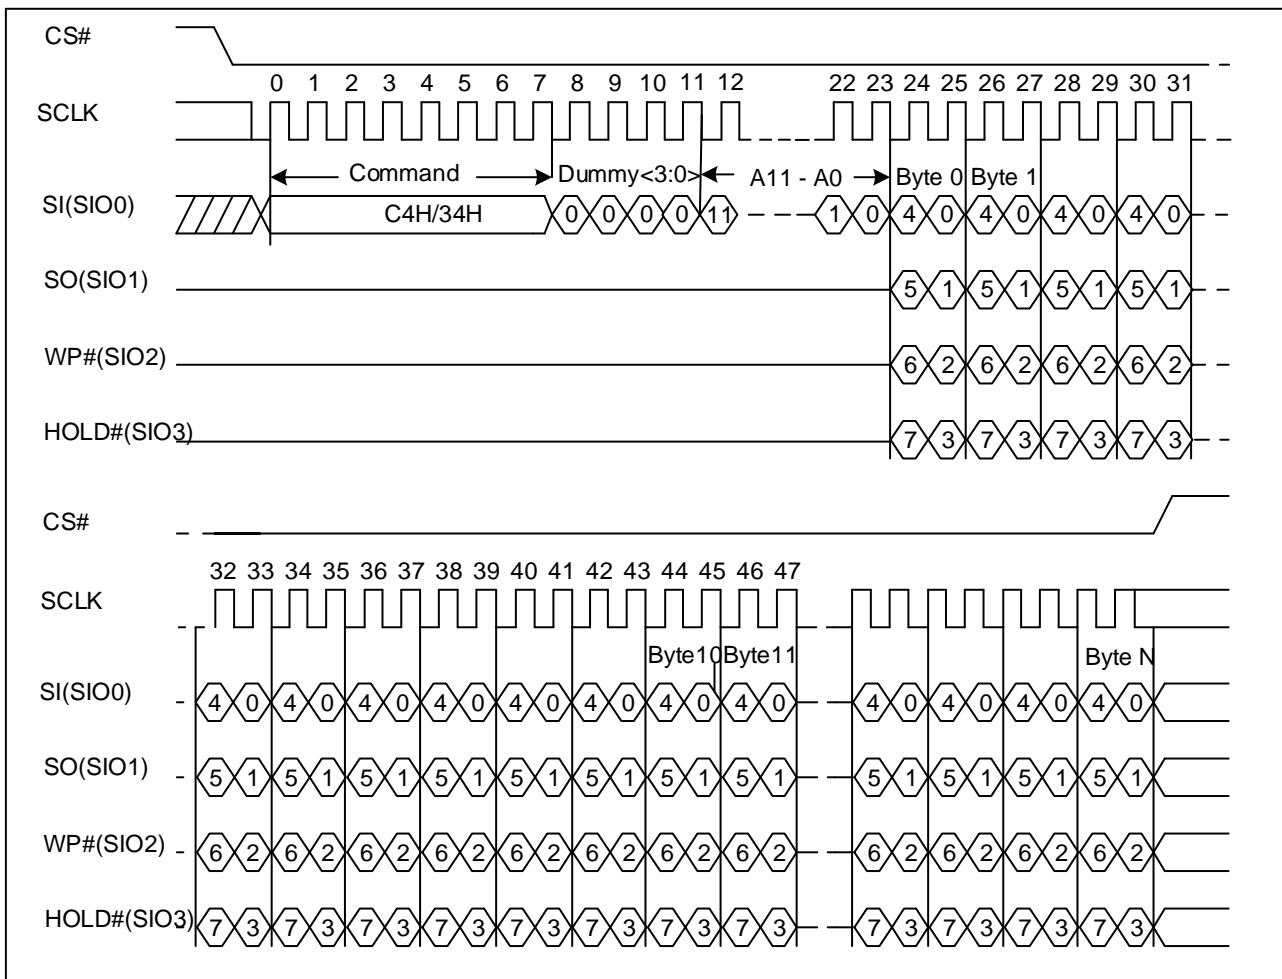 CS#
0 1 2 3 4 5 6 7 8 9 10 11 12 22 23 24 25 26 27 28 29 30 31
SCLK
Command Dummy<3:0> A11 - A0 Byte 0 Byte 1
SI(SIO0) C4H/34H 0 0 0 0 11 1 0 4 0 4 0 4 0 4 0
SO(SIO1) 5 1 5 1 5 1 5 1
WP#(SIO2) 6 2 6 2 6 2 6 2
HOLD#(SIO3) 7 3 7 3 7 3 7 3
CS#
32 33 34 35 36 37 38 39 40 41 42 43 44 45 46 47
SCLK
Byte10 Byte11 Byte N
SI(SIO0) 4 0 4 0 4 0 4 0 4 0 4 0 4 0 4 0 4 0 4 0 4 0 4 0
SO(SIO1) 5 1 5 1 5 1 5 1 5 1 5 1 5 1 5 1 5 1 5 1 5 1 5 1
WP#(SIO2) 6 2 6 2 6 2 6 2 6 2 6 2 6 2 6 2 6 2 6 2 6 2 6 2
HOLD#(SIO3) 7 3 7 3 7 3 7 3 7 3 7 3 7 3 7 3 7 3 7 3 7 3 7 3